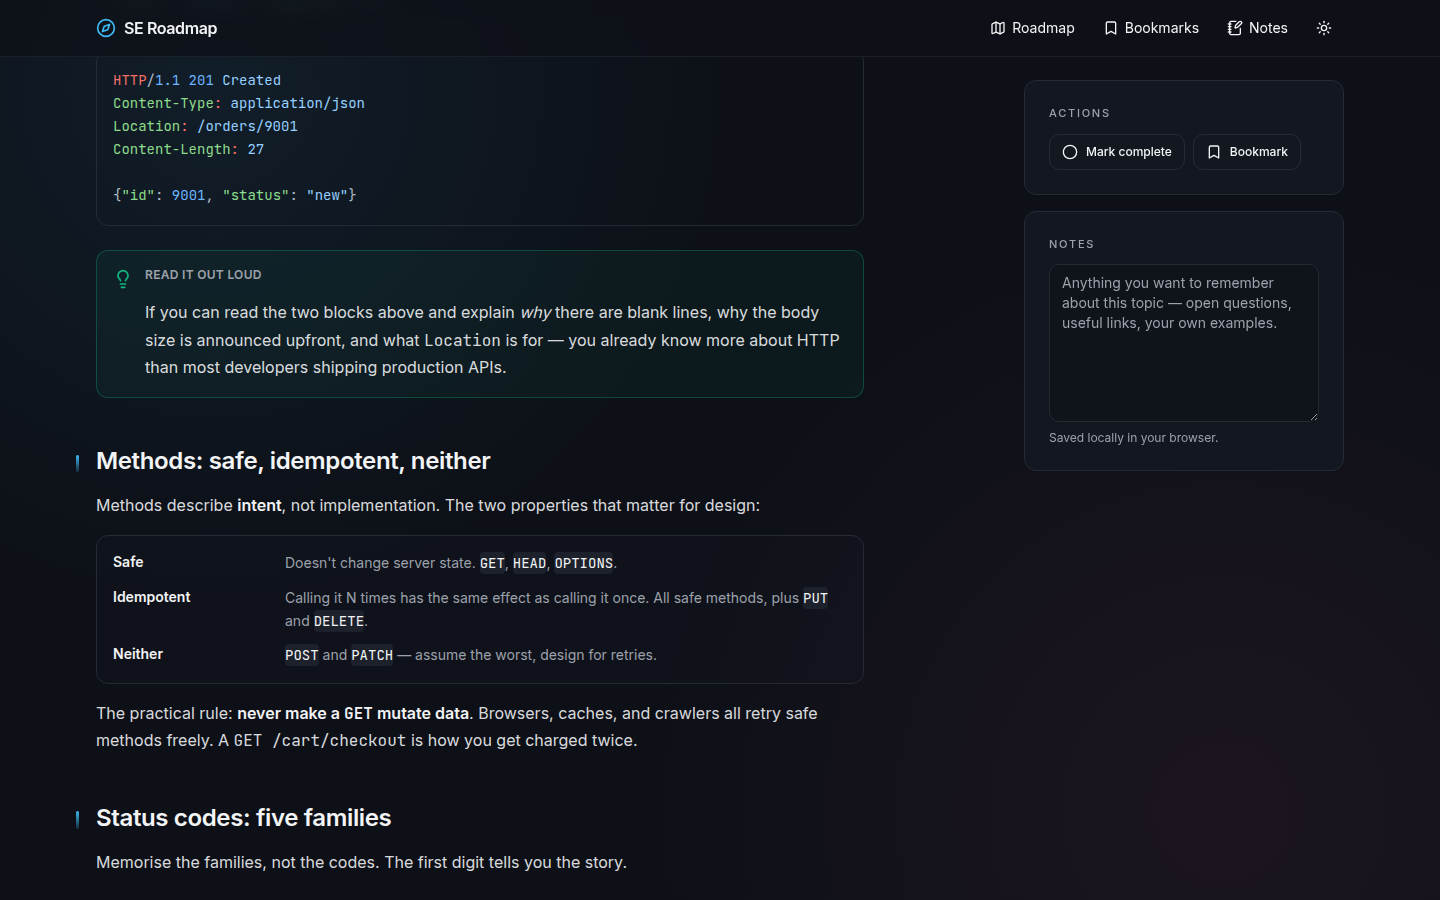 SE Roadmap
Roadmap
Bookmarks
Notes
HTTP/1.1 201 Created
Content-Type: application/json
Location: /orders/9001
Content-Length: 27
{"id": 9001, "status": "new"}
READ IT OUT LOUD
If you can read the two blocks above and explain why there are blank lines, why the body
size is announced upfront, and what Location is for — you already know more about HTTP
than most developers shipping production APIs.
Methods: safe, idempotent, neither
Methods describe intent, not implementation. The two properties that matter for design:
Safe
Doesn't change server state. GET, HEAD, OPTIONS.
Idempotent
Calling it N times has the same effect as calling it once. All safe methods, plus PUT
and DELETE.
Neither
POST and PATCH — assume the worst, design for retries.
The practical rule: never make a GET mutate data. Browsers, caches, and crawlers all retry safe
methods freely. A GET /cart/checkout is how you get charged twice.
Status codes: five families
Memorise the families, not the codes. The first digit tells you the story.
ACTIONS
Mark complete
Bookmark
NOTES
Anything you want to remember
about this topic — open questions,
useful links, your own examples.
Saved locally in your browser.